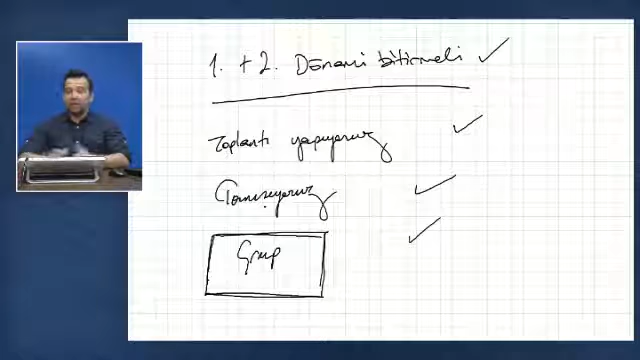 1. + 2. Dönemi bitirmeli ✓
Toplantı yapıyoruz ✓
Tanışıyoruz ✓
Grup ✓